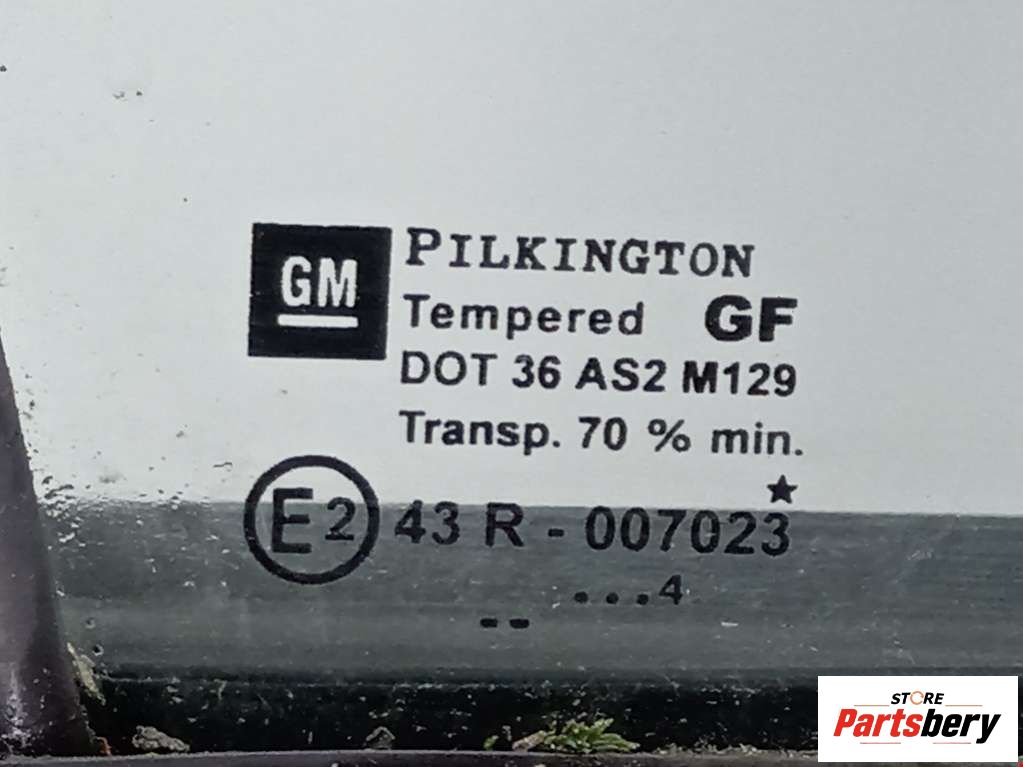 GM
PILKINGTON
Tempered GF
DOT 36 AS2 M129
Transp. 70 % min.
E2 43 R - 007023
...4
--
STORE
Partsbery